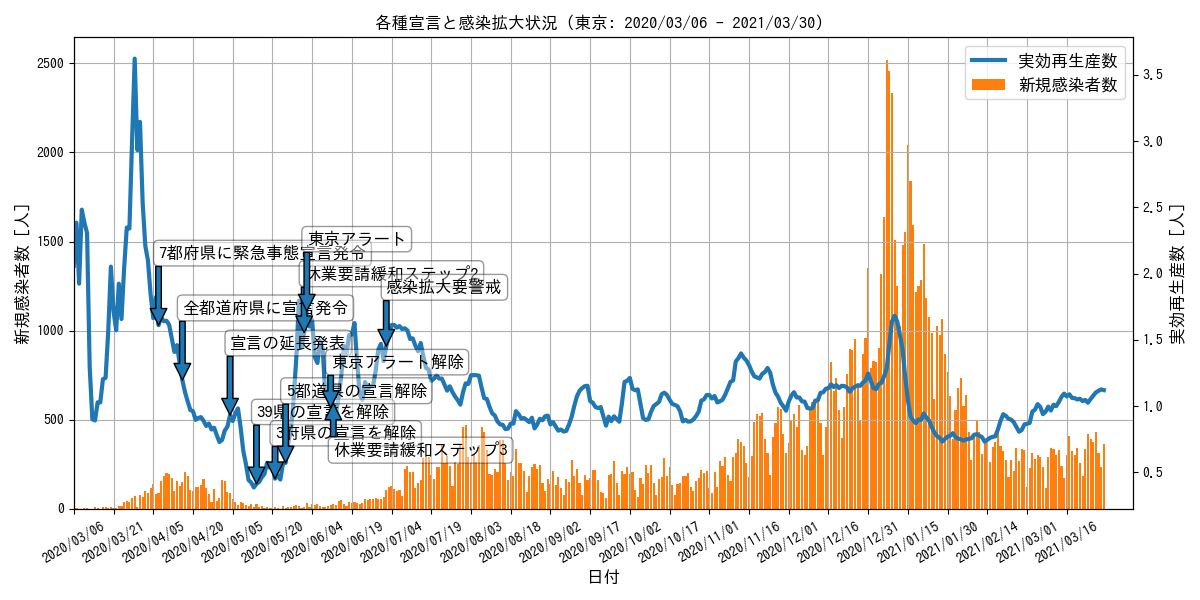 各種宣言と感染拡大状況 (東京: 2020/03/06 - 2021/03/30)
実効再生産数
新規感染者数
新規感染者数 [人]
2500
2000
1500
1000
500
0
3.5
3.0
2.5
2.0
1.5
1.0
0.5
実効再生産数 [人]
東京アラート
7都府県に緊急事態宣言発令
休業要請緩和ステップ2
感染拡大要警戒
全都道府県に宣言発令
宣言の延長発表
東京アラート解除
5都道県の宣言解除
39県の宣言を解除
3府県の宣言を解除
休業要請緩和ステップ3
2020/03/06
2020/03/21
2020/04/05
2020/04/20
2020/05/05
2020/05/20
2020/06/04
2020/06/19
2020/07/04
2020/07/19
2020/08/03
2020/08/18
2020/09/02
2020/09/17
2020/10/02
2020/10/17
2020/11/01
2020/11/16
2020/12/01
2020/12/16
2020/12/31
2021/01/15
2021/01/30
2021/02/14
2021/03/01
2021/03/16
日付